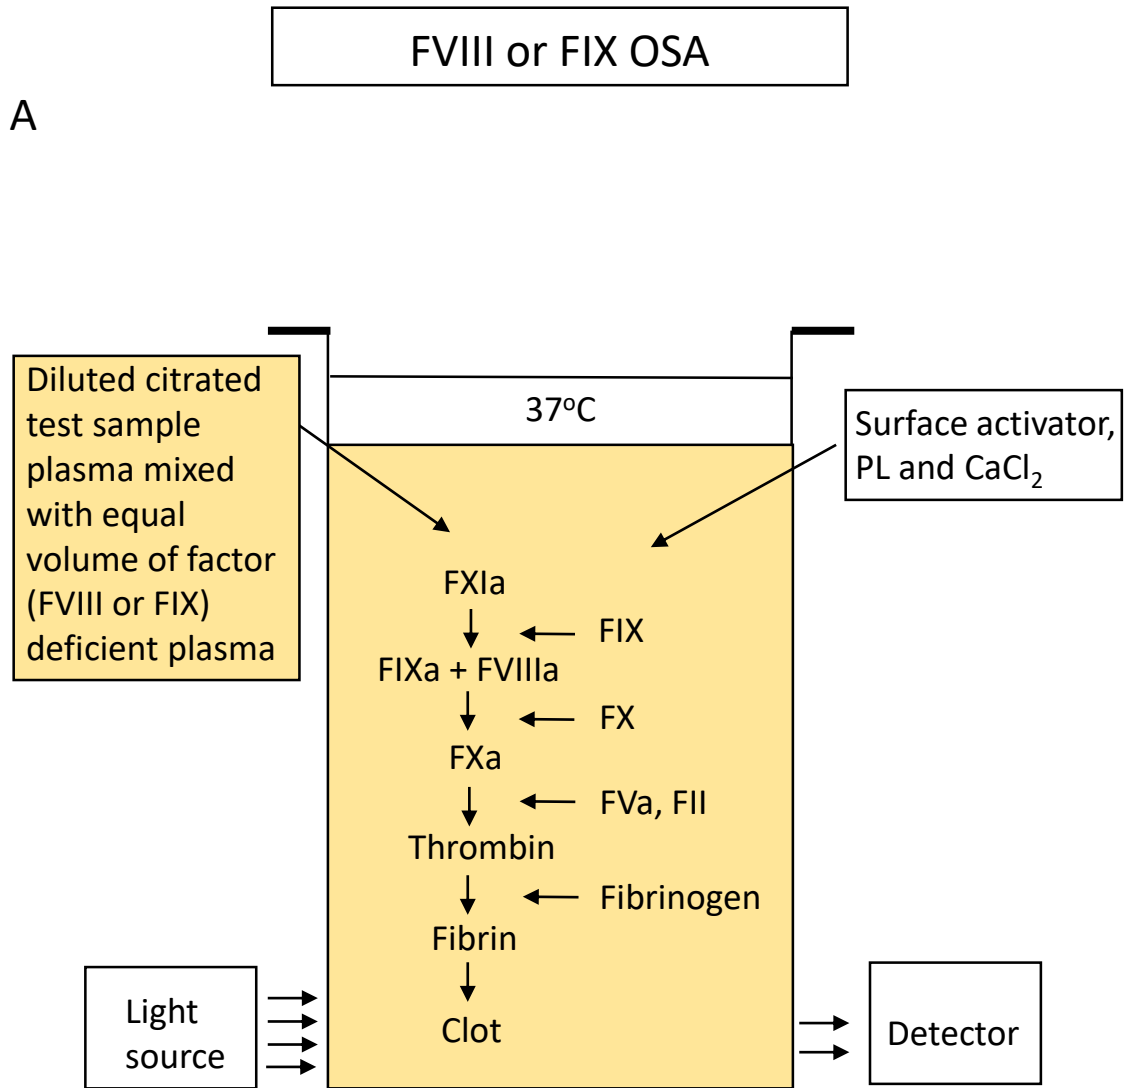 FVIII or FIX OSA
A
Diluted citrated
test sample
plasma mixed
with equal
volume of factor
(FVIII or FIX)
deficient plasma
37°C
Surface activator,
PL and CaCl₂
FXIa
FIX
FIXa + FVIIIa
FX
FXa
FVa, FII
Thrombin
Fibrinogen
Fibrin
Clot
Light
source
Detector